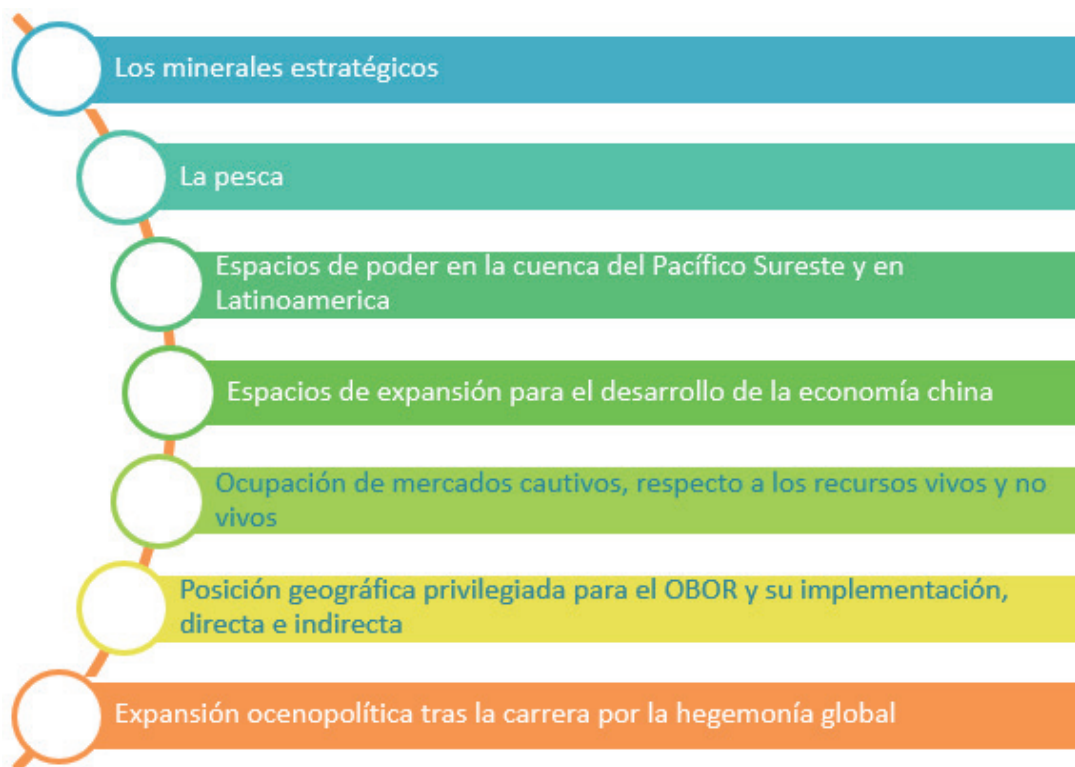 Los minerales estratégicos
La pesca
Espacios de poder en la cuenca del Pacífico Sureste y en
Latinoamerica
Espacios de expansión para el desarrollo de la economía china
Ocupación de mercados cautivos, respecto a los recursos vivos y no
vivos
Posición geográfica privilegiada para el OBOR y su implementación,
directa e indirecta
Expansión ocenopolítica tras la carrera por la hegemonía global